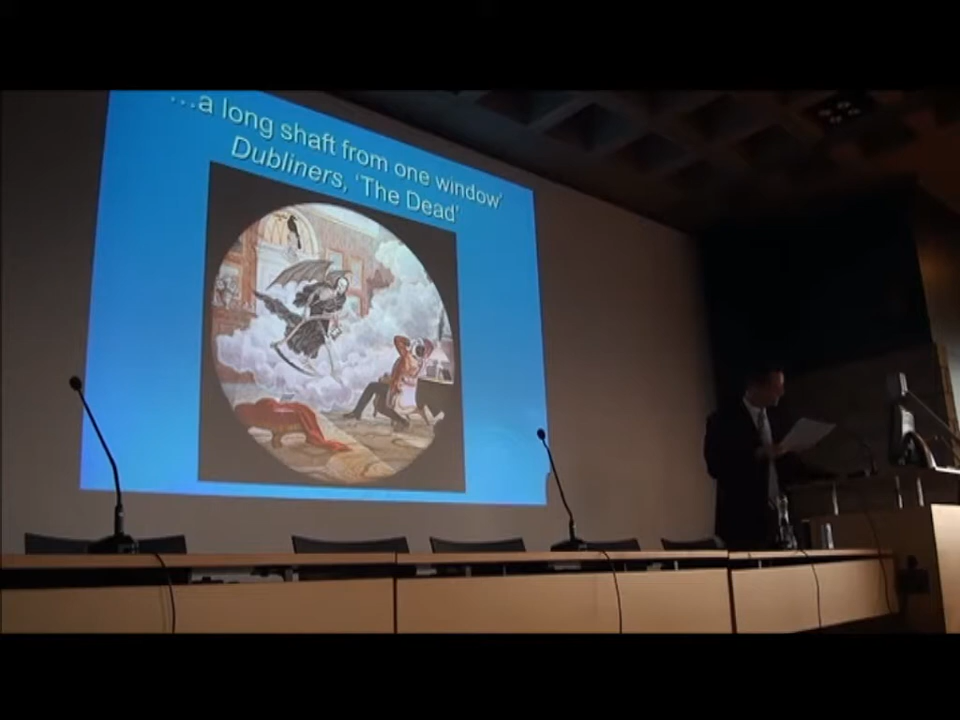 …a long shaft from one window'
Dubliners, 'The Dead'